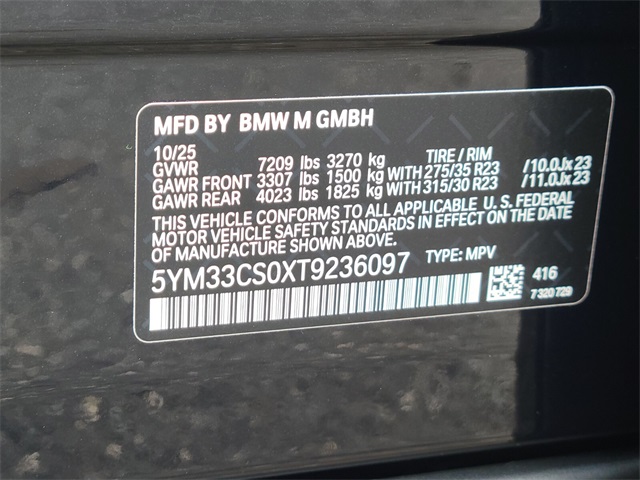 MFD BY BMW M GMBH
10/25
GVWR 7209 lbs 3270 kg TIRE / RIM
GAWR FRONT 3307 lbs 1500 kg WITH 275/35 R23 /10.0Jx23
GAWR REAR 4023 lbs 1825 kg WITH 315/30 R23 /11.0Jx23
THIS VEHICLE CONFORMS TO ALL APPLICABLE U.S. FEDERAL
MOTOR VEHICLE SAFETY STANDARDS IN EFFECT ON THE DATE
OF MANUFACTURE SHOWN ABOVE.
5YM33CS0XT9236097 TYPE: MPV
416
7 320 729